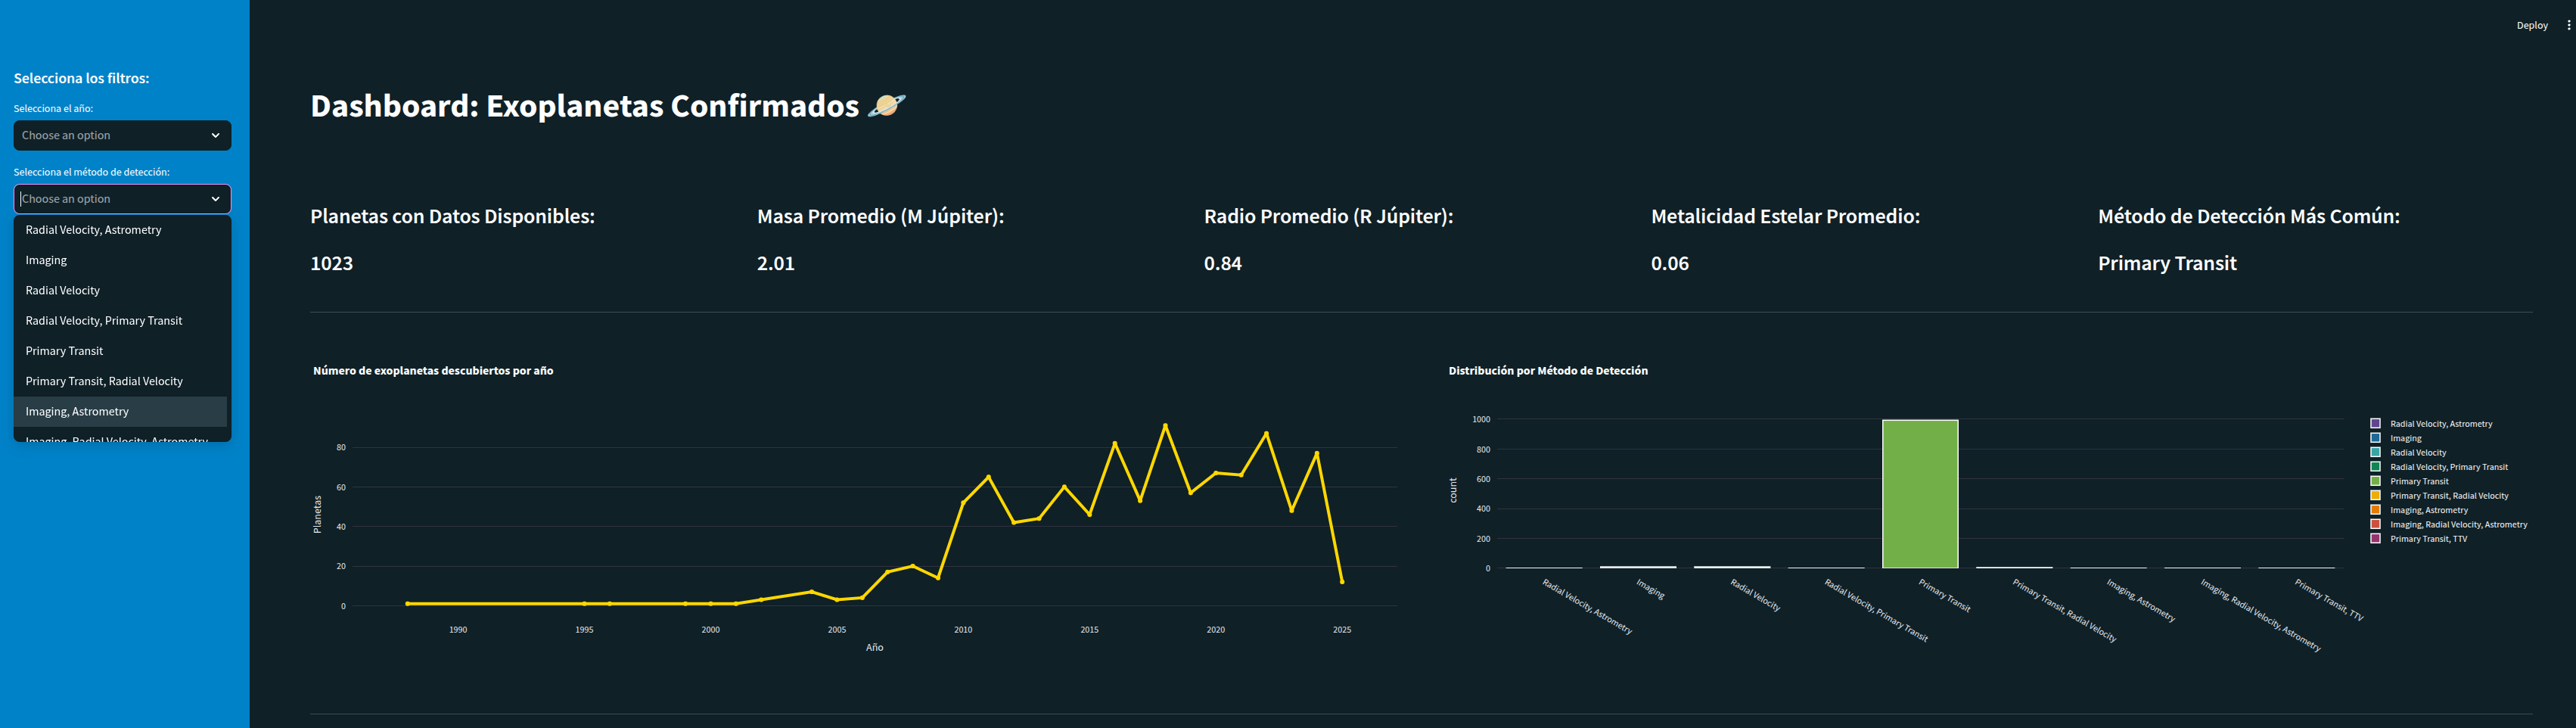 Deploy
Selecciona los filtros:
Selecciona el año:
Choose an option
Selecciona el método de detección:
Choose an option
Radial Velocity, Astrometry
Imaging
Radial Velocity
Radial Velocity, Primary Transit
Primary Transit
Primary Transit, Radial Velocity
Imaging, Astrometry
Imaging, Radial Velocity, Astrometry
Dashboard: Exoplanetas Confirmados 🪐
Planetas con Datos Disponibles:
1023
Masa Promedio (M Júpiter):
2.01
Radio Promedio (R Júpiter):
0.84
Metalicidad Estelar Promedio:
0.06
Método de Detección Más Común:
Primary Transit
Número de exoplanetas descubiertos por año
Planetas
80
60
40
20
0
1990
1995
2000
2005
2010
2015
2020
2025
Año
Distribución por Método de Detección
count
1000
800
600
400
200
0
Radial Velocity, Astrometry
Imaging
Radial Velocity
Radial Velocity, Primary Transit
Primary Transit
Primary Transit, Radial Velocity
Imaging, Astrometry
Imaging, Radial Velocity, Astrometry
Primary Transit, TTV
Radial Velocity, Astrometry
Imaging
Radial Velocity
Radial Velocity, Primary Transit
Primary Transit
Primary Transit, Radial Velocity
Imaging, Astrometry
Imaging, Radial Velocity, Astrometry
Primary Transit, TTV